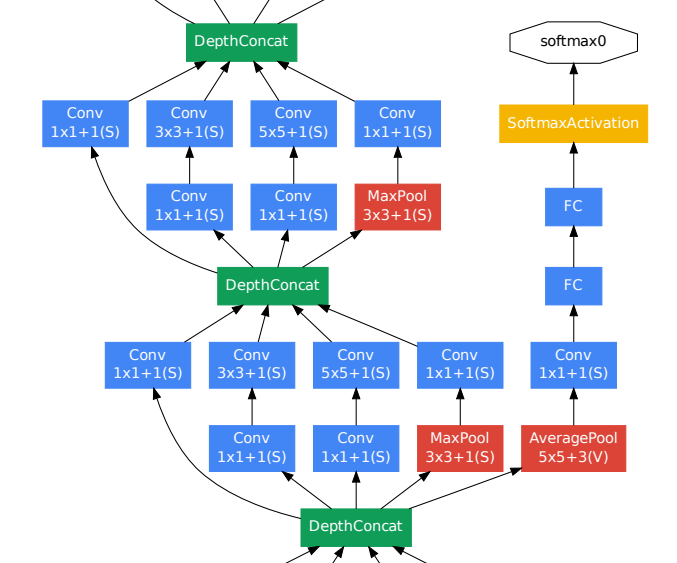 DepthConcat
softmax0
Conv
1x1+1(S)
Conv
3x3+1(S)
Conv
5x5+1(S)
Conv
1x1+1(S)
SoftmaxActivation
Conv
1x1+1(S)
Conv
1x1+1(S)
MaxPool
3x3+1(S)
FC
DepthConcat
FC
Conv
1x1+1(S)
Conv
3x3+1(S)
Conv
5x5+1(S)
Conv
1x1+1(S)
Conv
1x1+1(S)
Conv
1x1+1(S)
Conv
1x1+1(S)
MaxPool
3x3+1(S)
AveragePool
5x5+3(V)
DepthConcat